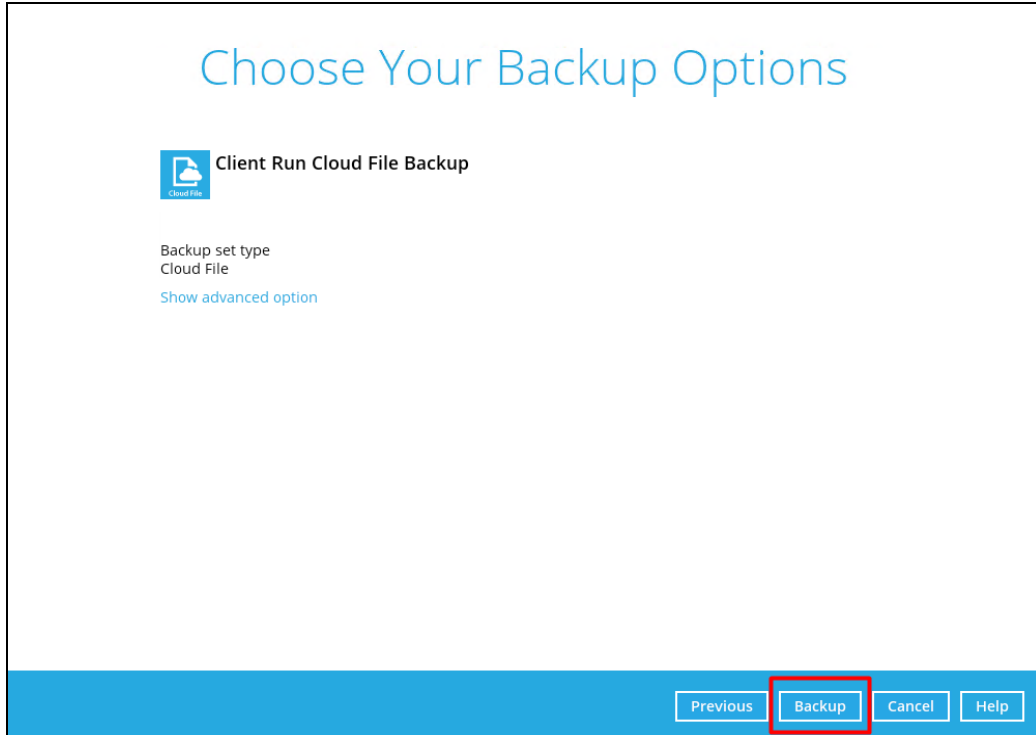 Choose Your Backup Options
Client Run Cloud File Backup
Cloud File
Backup set type
Cloud File
Show advanced option
Previous
Backup
Cancel
Help